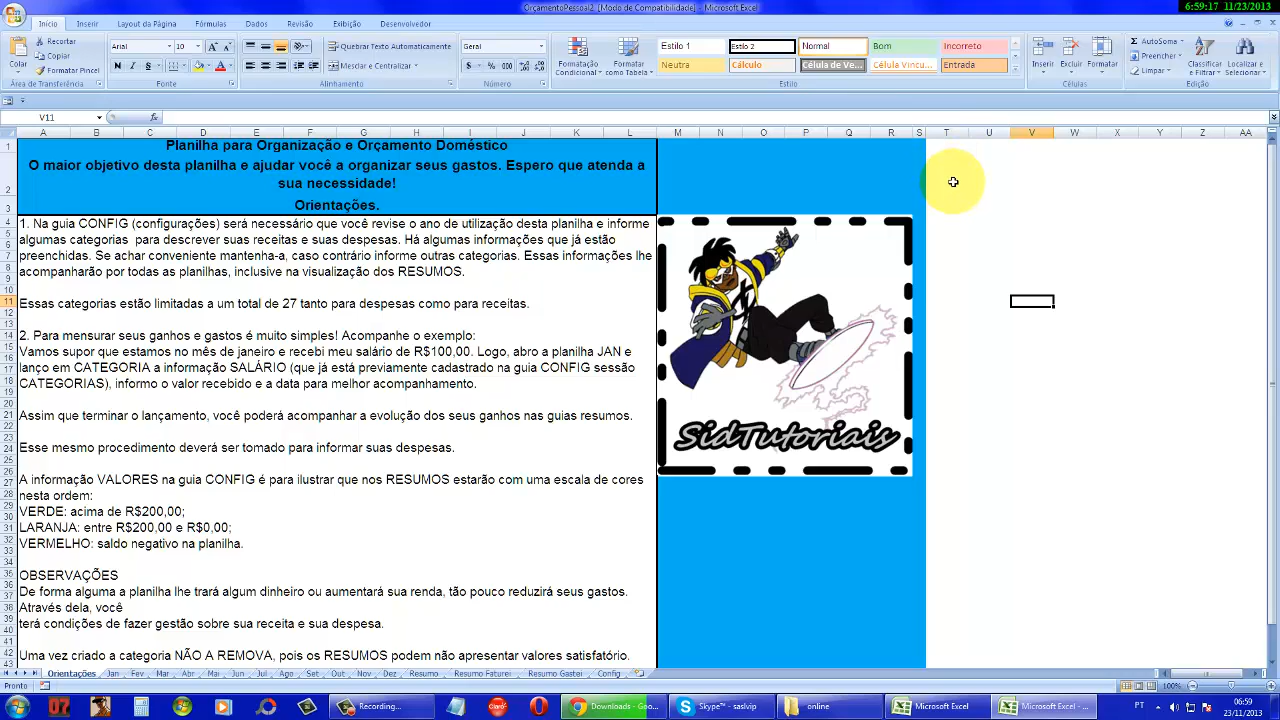 OrçamentoPessoal2 [Modo de Compatibilidade] - Microsoft Excel
6:59:17 11/23/2013
Início Inserir Layout da Página Fórmulas Dados Revisão Exibição Desenvolvedor
Colar
Recortar
Copiar
Formatar Pincel
Área de Transferência
Arial 10
N I S
Fonte
Quebrar Texto Automaticamente
Mesclar e Centralizar
Alinhamento
Geral
Número
Formatação Condicional
Formatar como Tabela
Estilo 1 Estilo 2 Normal Bom Incorreto
Neutra Cálculo Célula de Ve... Célula Vincu... Entrada
Estilo
Inserir Excluir Formatar
Células
AutoSoma
Preencher
Limpar
Classificar e Filtrar
Localizar e Selecionar
Edição
V11
fx
A B C D E F G H I J K L M N O P Q R S T U V W X Y Z AA
Planilha para Organização e Orçamento Doméstico
O maior objetivo desta planilha e ajudar você a organizar seus gastos. Espero que atenda a
sua necessidade!
Orientações.
1. Na guia CONFIG (configurações) será necessário que você revise o ano de utilização desta planilha e informe
algumas categorias para descrever suas receitas e suas despesas. Há algumas informações que já estão
preenchidas. Se achar conveniente mantenha-a, caso contrário informe outras categorias. Essas informações lhe
acompanharão por todas as planilhas, inclusive na visualização dos RESUMOS.
Essas categorias estão limitadas a um total de 27 tanto para despesas como para receitas.
2. Para mensurar seus ganhos e gastos é muito simples! Acompanhe o exemplo:
Vamos supor que estamos no mês de janeiro e recebi meu salário de R$100,00. Logo, abro a planilha JAN e
lanço em CATEGORIA a informação SALÁRIO (que já está previamente cadastrado na guia CONFIG sessão
CATEGORIAS), informo o valor recebido e a data para melhor acompanhamento.
Assim que terminar o lançamento, você poderá acompanhar a evolução dos seus ganhos nas guias resumos.
Esse mesmo procedimento deverá ser tomado para informar suas despesas.
A informação VALORES na guia CONFIG é para ilustrar que nos RESUMOS estarão com uma escala de cores
nesta ordem:
VERDE: acima de R$200,00;
LARANJA: entre R$200,00 e R$0,00;
VERMELHO: saldo negativo na planilha.
OBSERVAÇÕES
De forma alguma a planilha lhe trará algum dinheiro ou aumentará sua renda, tão pouco reduzirá seus gastos.
Através dela, você
terá condições de fazer gestão sobre sua receita e sua despesa.
Uma vez criado a categoria NÃO A REMOVA, pois os RESUMOS podem não apresentar valores satisfatório.
SidTutoriais
Orientações Jan Fev Mar Abr Mai Jun Jul Ago Set Out Nov Dez Resumo Resumo Faturei Resumo Gastei Config
Pronto
100%
07
Claro
Recording...
Downloads - Goo...
Skype™ - saslvip
online
Microsoft Excel
Microsoft Excel - ...
PT
06:59
23/11/2013